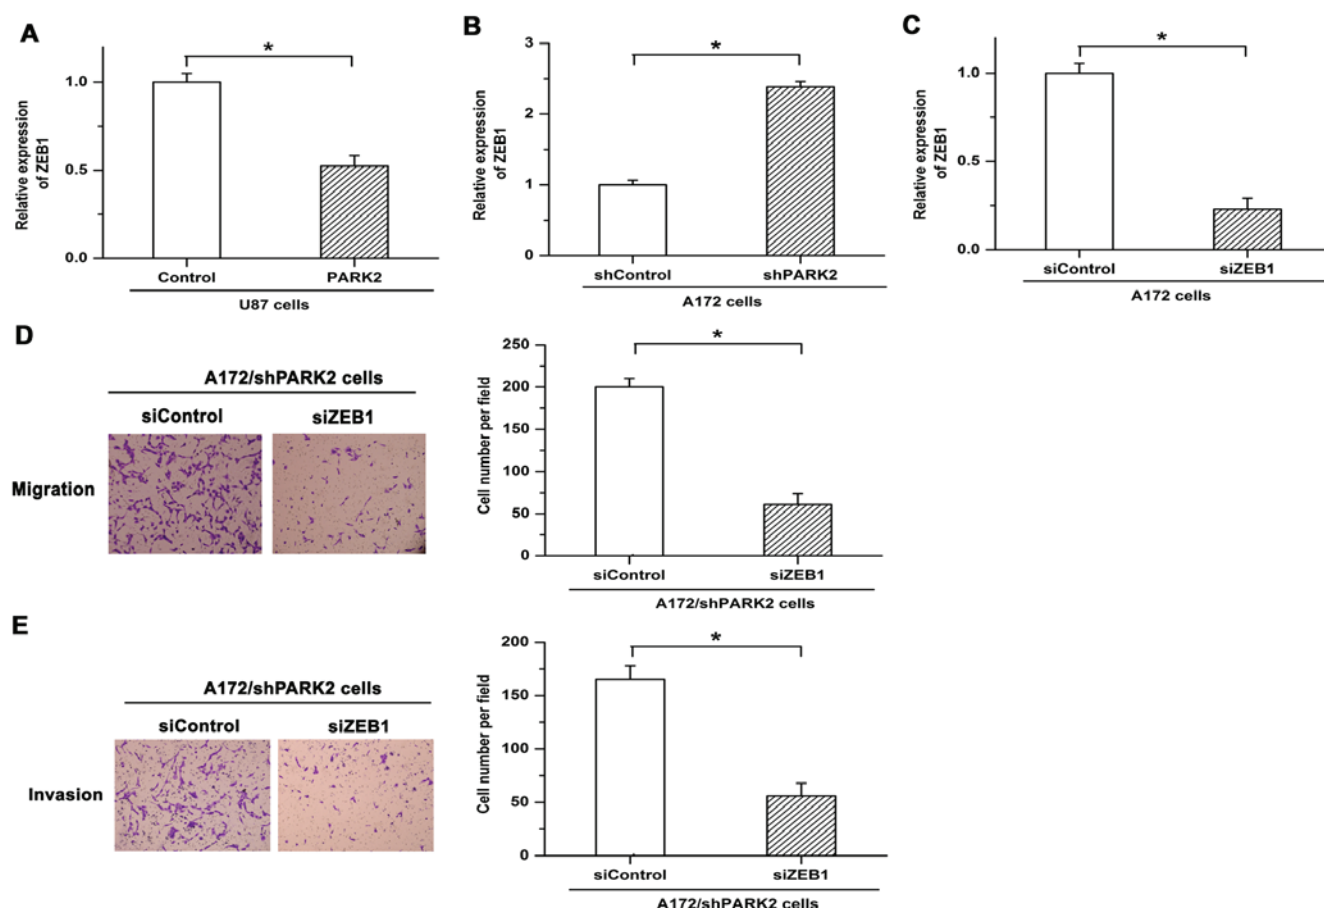 A
Relative expression
of ZEB1
1.0
0.5
0.0
*
Control
PARK2
U87 cells
B
Relative expression
of ZEB1
3
2
1
0
*
shControl
shPARK2
A172 cells
C
Relative expression
of ZEB1
1.0
0.5
0.0
*
siControl
siZEB1
A172 cells
D
A172/shPARK2 cells
siControl
siZEB1
Migration
Cell number per field
250
200
150
100
50
0
*
siControl
siZEB1
A172/shPARK2 cells
E
A172/shPARK2 cells
siControl
siZEB1
Invasion
Cell number per field
200
150
100
50
0
*
siControl
siZEB1
A172/shPARK2 cells